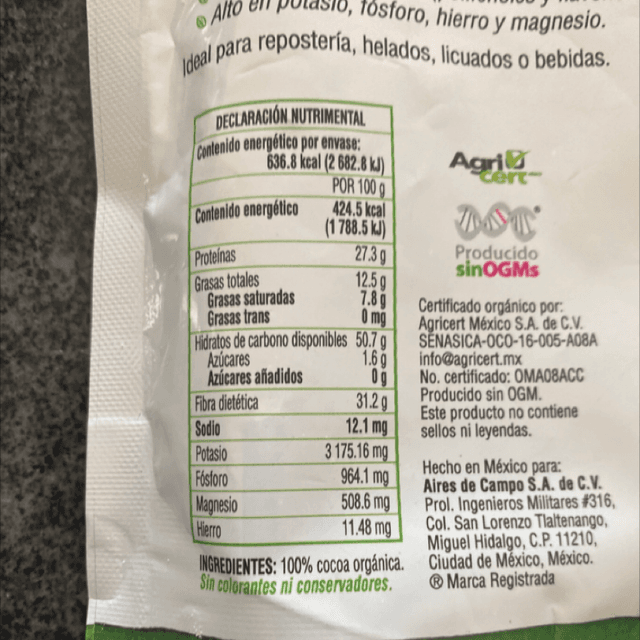 Alto en potasio, fósforo, hierro y magnesio.
Ideal para repostería, helados, licuados o bebidas.
DECLARACIÓN NUTRIMENTAL
Contenido energético por envase:
636.8 kcal (2 682.8 kJ)
POR 100 g
Contenido energético 424.5 kcal
(1 788.5 kJ)
Proteínas 27.3 g
Grasas totales 12.5 g
Grasas saturadas 7.8 g
Grasas trans 0 mg
Hidratos de carbono disponibles 50.7 g
Azúcares 1.6 g
Azúcares añadidos 0 g
Fibra dietética 31.2 g
Sodio 12.1 mg
Potasio 3 175.16 mg
Fósforo 964.1 mg
Magnesio 508.6 mg
Hierro 11.48 mg
INGREDIENTES: 100% cocoa orgánica.
Sin colorantes ni conservadores.
Agri
cert
Producido
sinOGMs
Certificado orgánico por:
Agricert México S.A. de C.V.
SENASICA-OCO-16-005-A08A
info@agricert.mx
No. certificado: OMA08ACC
Producido sin OGM.
Este producto no contiene
sellos ni leyendas.
Hecho en México para:
Aires de Campo S.A. de C.V.
Prol. Ingenieros Militares #316,
Col. San Lorenzo Tlaltenango,
Miguel Hidalgo, C.P. 11210,
Ciudad de México, México.
® Marca Registrada